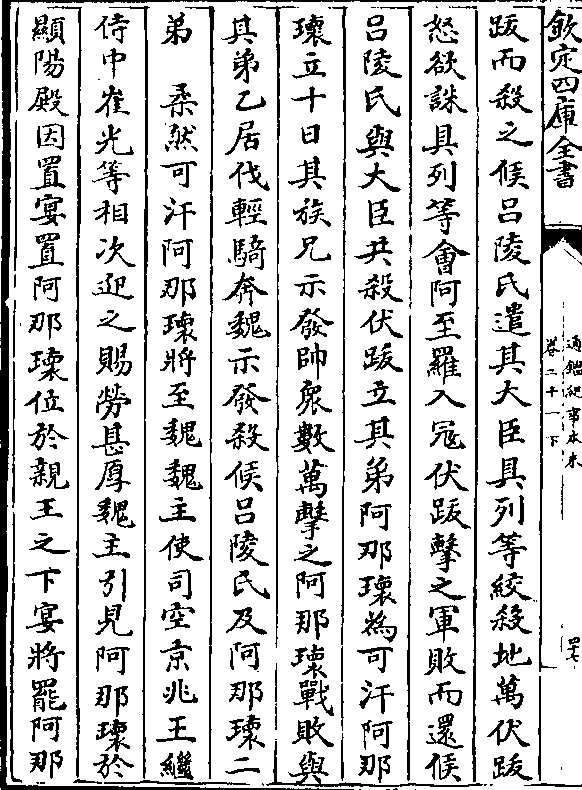 欽定四庫全書
通鑑紀事本末
卷二十一下
跋而殺之候呂陵氏遣其大臣具列等絞殺地萬伏跋
怒欲誅具列等會阿至羅入冦伏跋擊之軍敗而還候
呂陵氏與大臣共殺伏跋立其弟阿那瓌為可汗阿那
瓌立十日其族兄示發帥衆數萬擊之阿那瓌戰敗與
其弟乙居伐輕騎奔魏示發殺候呂陵氏及阿那瓌二
弟　柔然可汗阿那瓌將至魏魏主使司空京兆王繼
侍中崔光等相次迎之賜勞甚厚魏主引見阿那瓌於
顯陽殿因置宴置阿那瓌位於親王之下宴將罷阿那